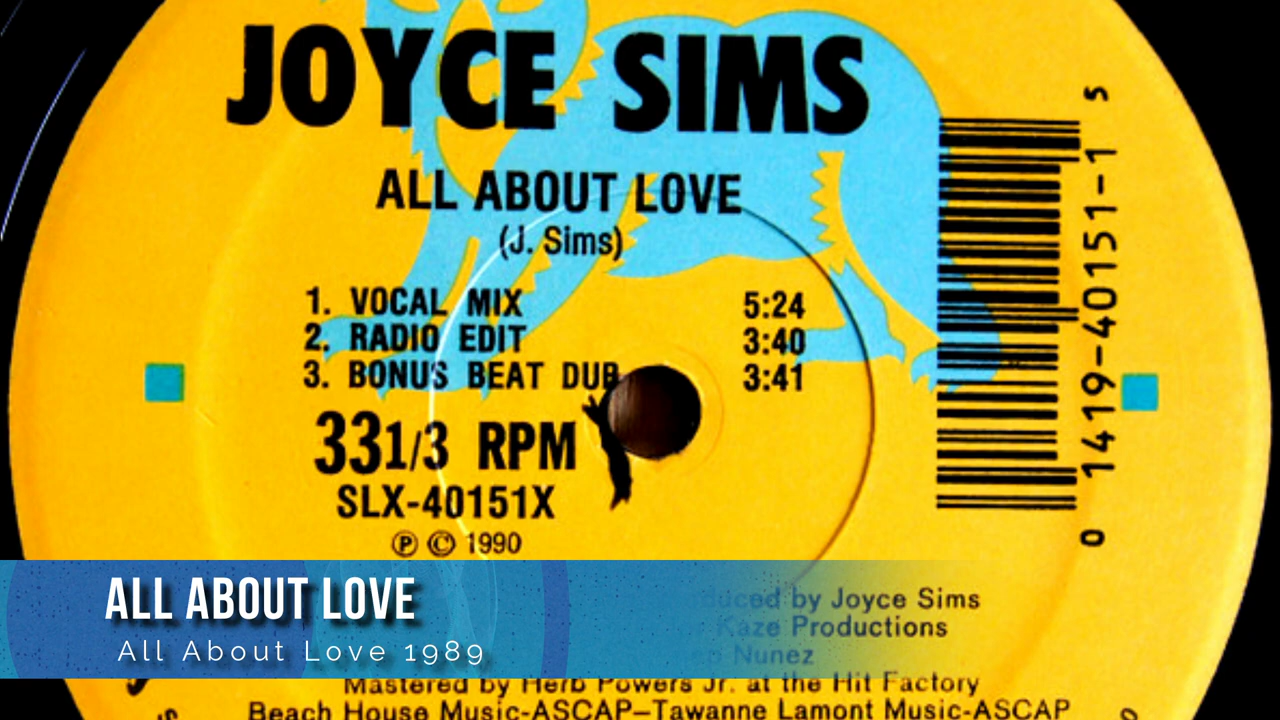 JOYCE SIMS
ALL ABOUT LOVE
(J. Sims)
1. VOCAL MIX 5:24
2. RADIO EDIT 3:40
3. BONUS BEAT DUB 3:41
33 1/3 RPM
SLX-40151X
Ⓟ © 1990
0 1419-40151-1 5
ALL ABOUT LOVE
All About Love 1989
by Joyce Sims
Kaze Productions
Nunez
Mastered by Herb Powers Jr. at the Hit Factory
Beach House Music-ASCAP–Tawanne Lamont Music-ASCAP